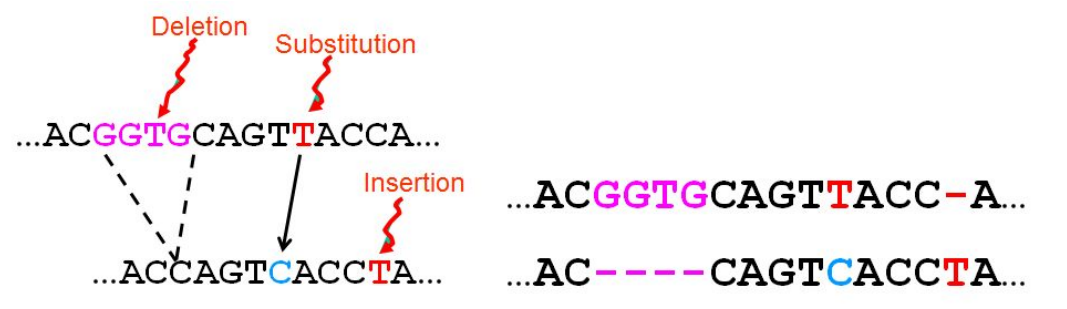 Deletion
Substitution
...ACGGTGCAGTTACCA...
Insertion
...ACCAGTCACCTA...
...ACGGTGCAGTTACC-A...
...AC----CAGTCACCTA...